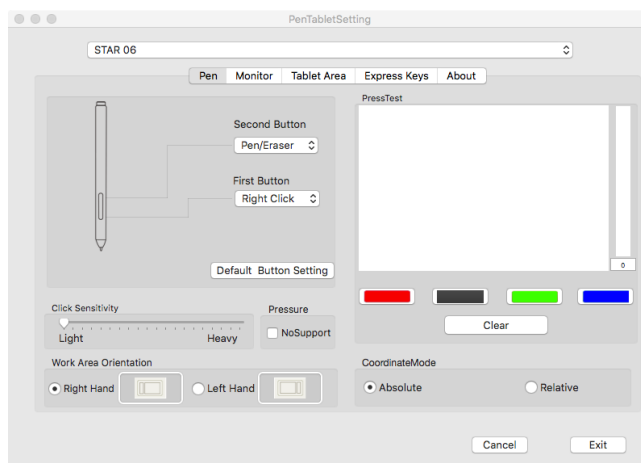 PenTabletSetting
STAR 06
Pen Monitor Tablet Area Express Keys About
Second Button
Pen/Eraser
First Button
Right Click
Default Button Setting
PressTest
0
Clear
Click Sensitivity
Light Heavy
Pressure
NoSupport
Work Area Orientation
Right Hand Left Hand
CoordinateMode
Absolute Relative
Cancel Exit